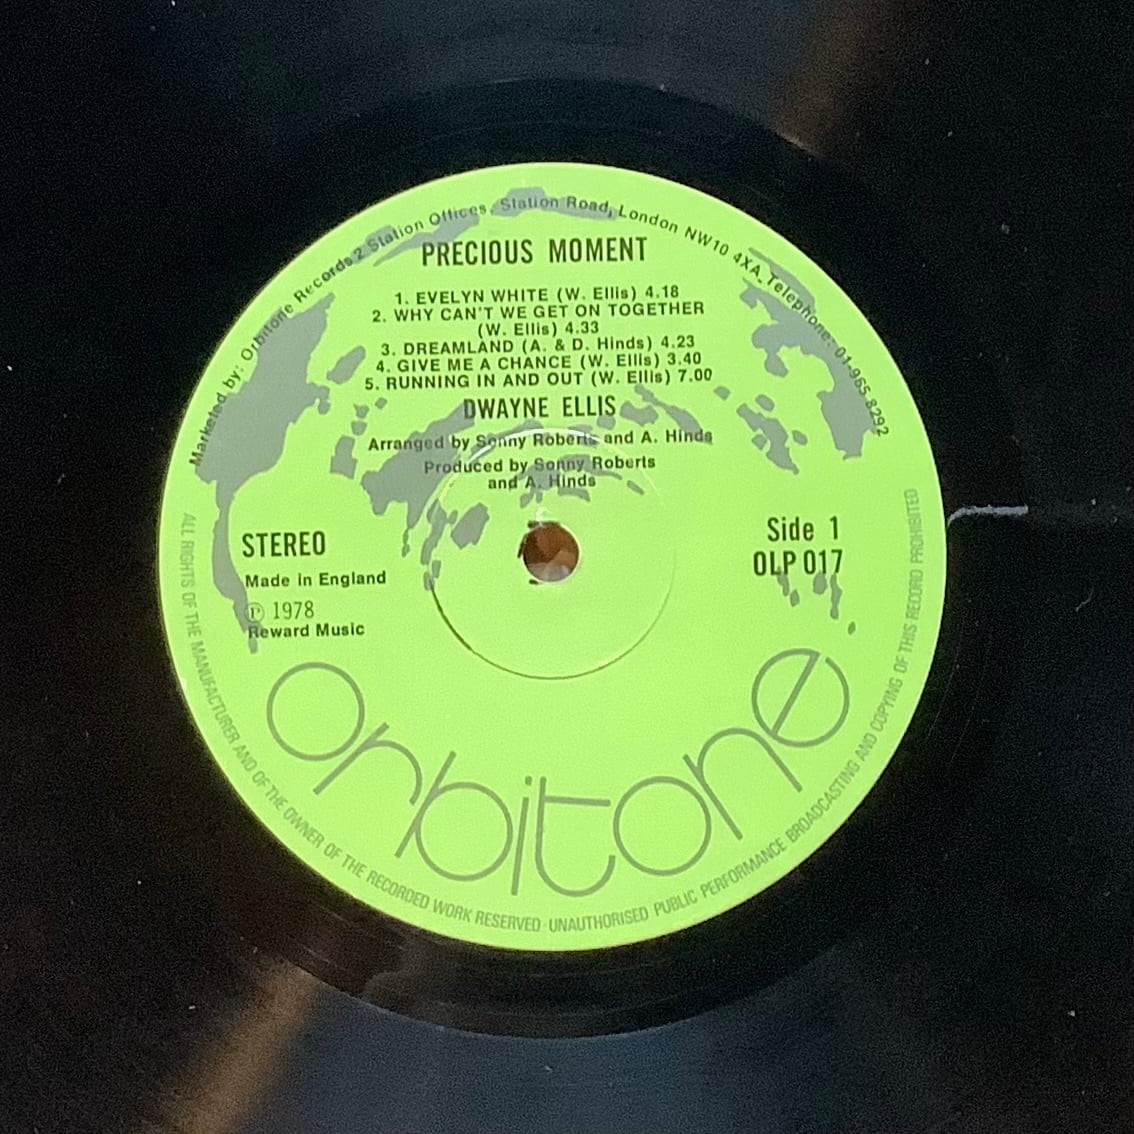 Marketed by: Orbitone Records 2 Station Offices, Station Road, London NW10 4XA. Telephone: 01-965 8292
PRECIOUS MOMENT
1. EVELYN WHITE (W. Ellis) 4.18
2. WHY CAN'T WE GET ON TOGETHER
(W. Ellis) 4.33
3. DREAMLAND (A. & D. Hinds) 4.23
4. GIVE ME A CHANCE (W. Ellis) 3.40
5. RUNNING IN AND OUT (W. Ellis) 7.00
DWAYNE ELLIS
Arranged by Sonny Roberts and A. Hinds
Produced by Sonny Roberts
and A. Hinds
STEREO
Made in England
℗ 1978
Reward Music
Side 1
OLP 017
orbitone
ALL RIGHTS OF THE MANUFACTURER AND OF THE OWNER OF THE RECORDED WORK RESERVED · UNAUTHORISED PUBLIC PERFORMANCE BROADCASTING AND COPYING OF THIS RECORD PROHIBITED